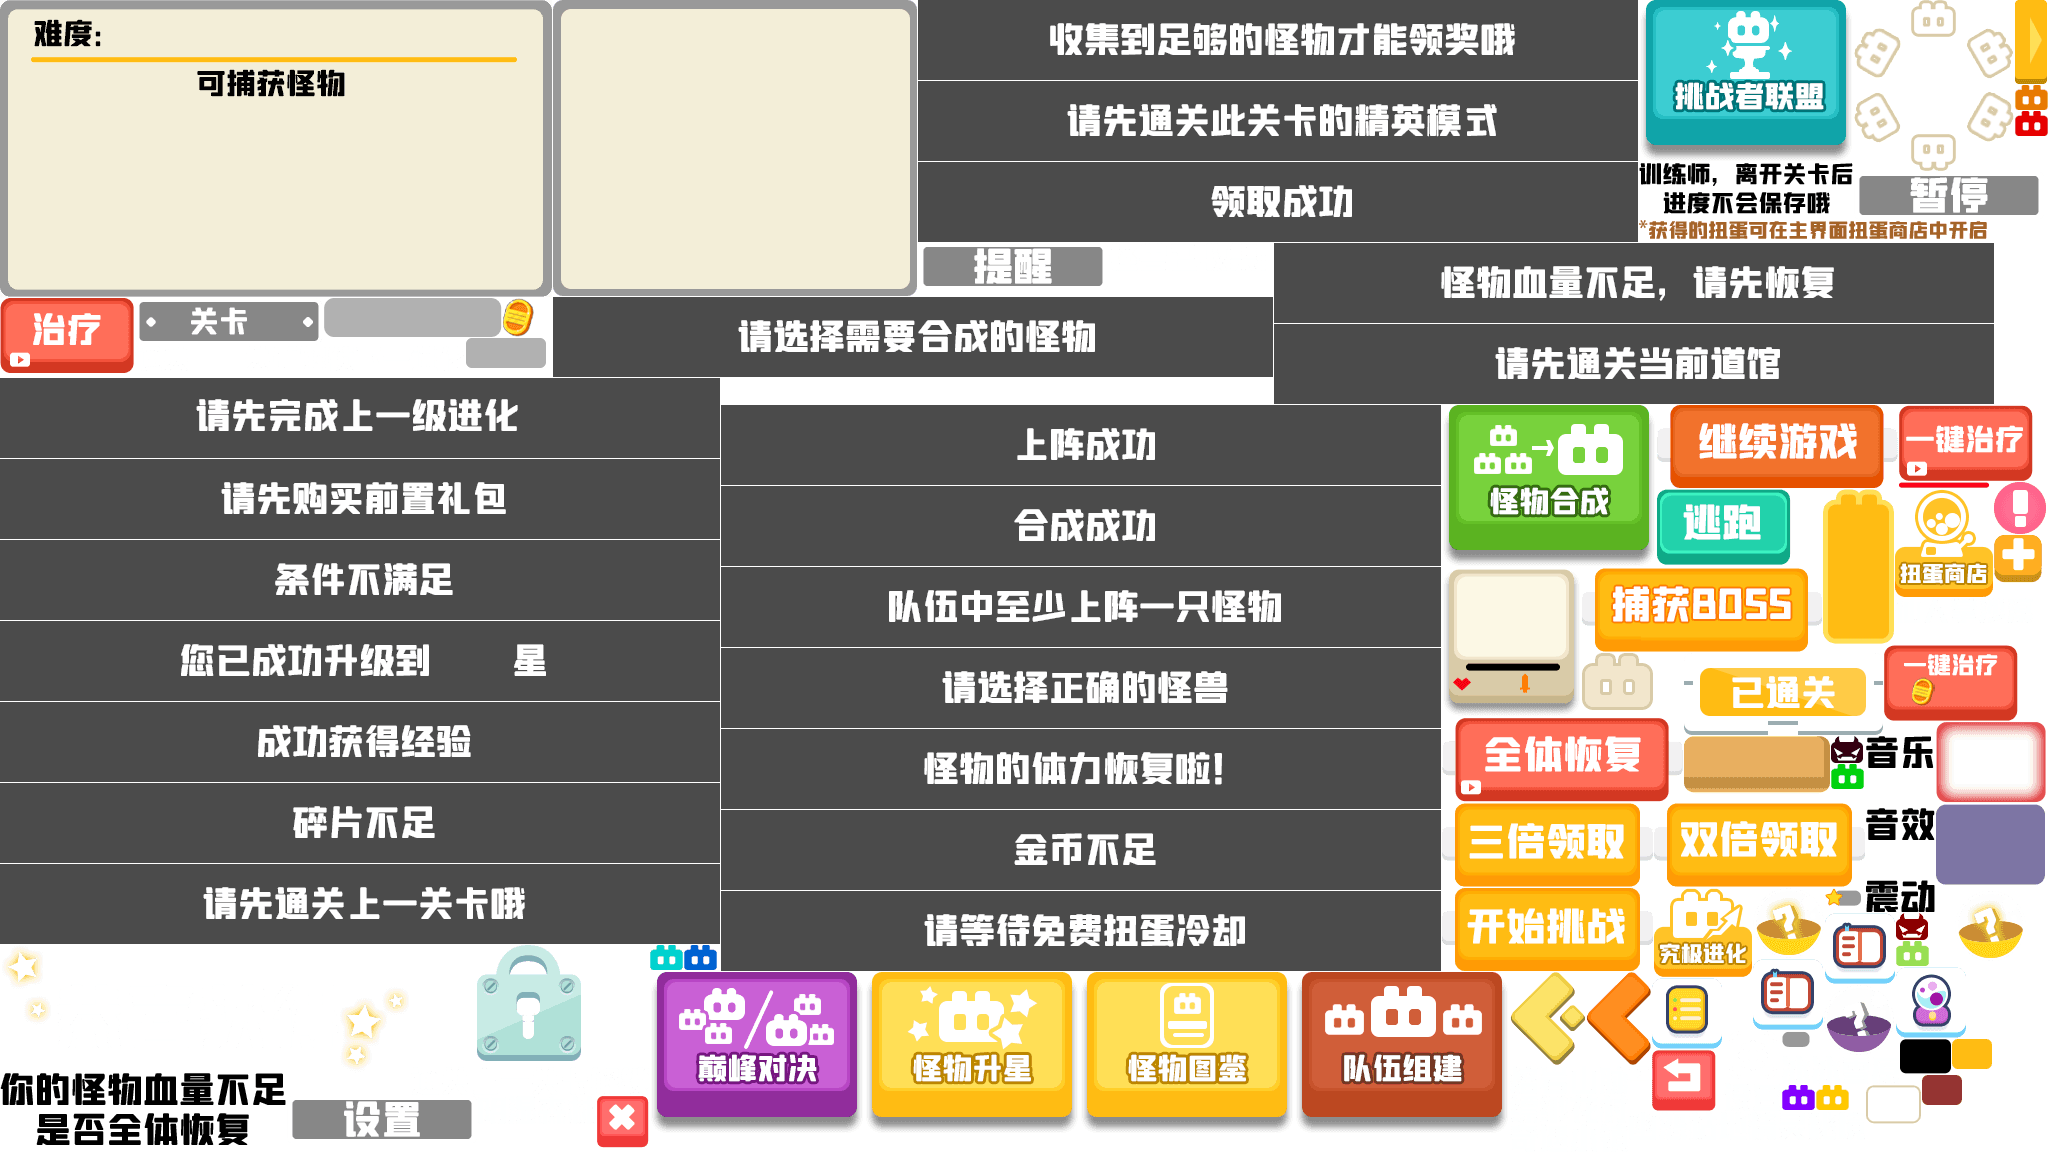 难度：
可捕获怪物
收集到足够的怪物才能领奖哦
请先通关此关卡的精英模式
领取成功
挑战者联盟
训练师，离开关卡后
进度不会保存哦
暂停
*获得的扭蛋可在主界面扭蛋商店中开启
提醒
怪物血量不足，请先恢复
请先通关当前道馆
治疗
关卡
请选择需要合成的怪物
请先完成上一级进化
请先购买前置礼包
条件不满足
您已成功升级到 星
成功获得经验
碎片不足
请先通关上一关卡哦
上阵成功
合成成功
队伍中至少上阵一只怪物
请选择正确的怪兽
怪物的体力恢复啦！
金币不足
请等待免费扭蛋冷却
怪物合成
继续游戏
一键治疗
逃跑
扭蛋商店
捕获BOSS
已通关
一键治疗
全体恢复
音乐
三倍领取
双倍领取
音效
开始挑战
究极进化
震动
你的怪物血量不足
是否全体恢复
设置
巅峰对决
怪物升星
怪物图鉴
队伍组建